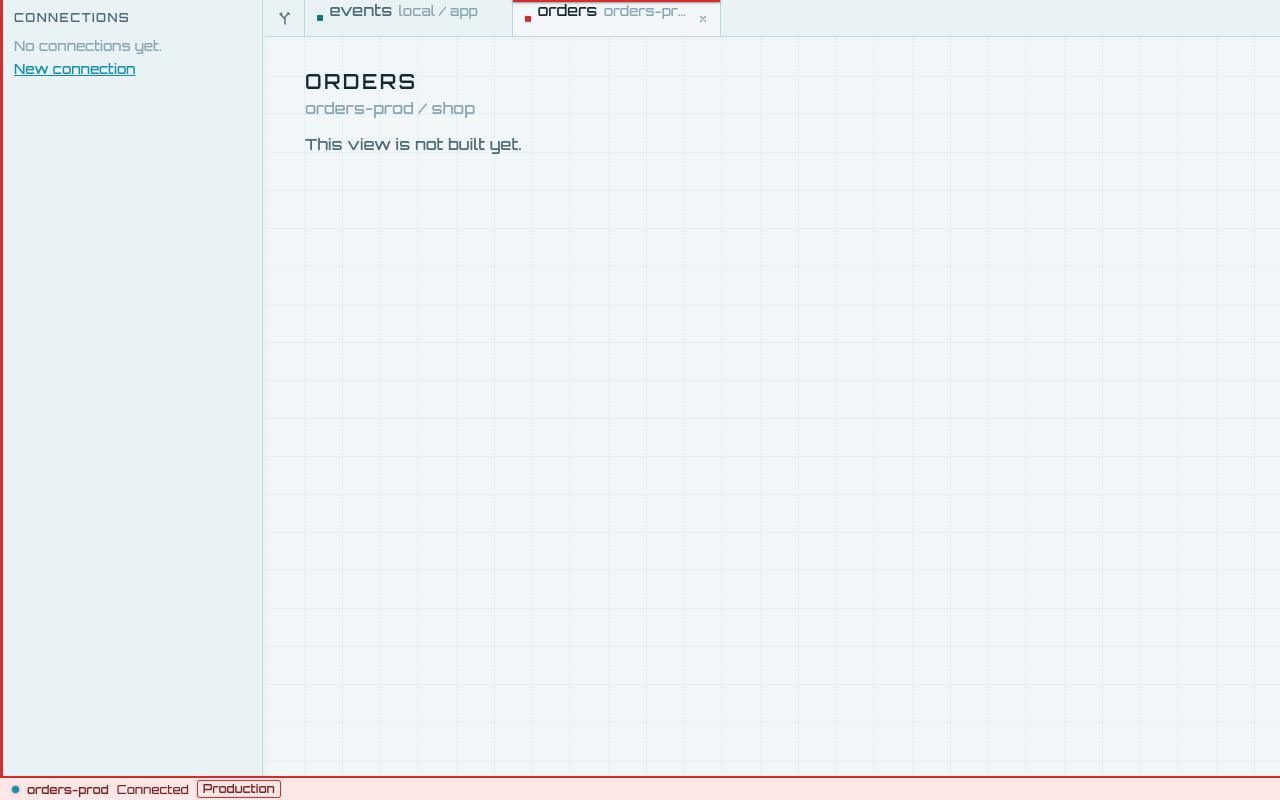 CONNECTIONS
No connections yet.
New connection
events local / app
orders orders-pr… ×
ORDERS
orders-prod / shop
This view is not built yet.
orders-prod Connected Production